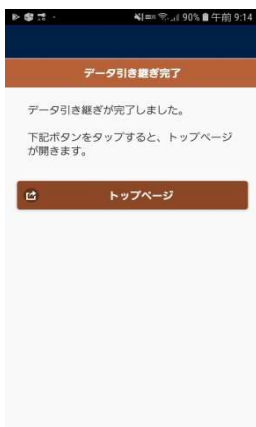 90% 午前 9:14
データ引き継ぎ完了
データ引き継ぎが完了しました。
下記ボタンをタップすると、トップページ
が開きます。
トップページ